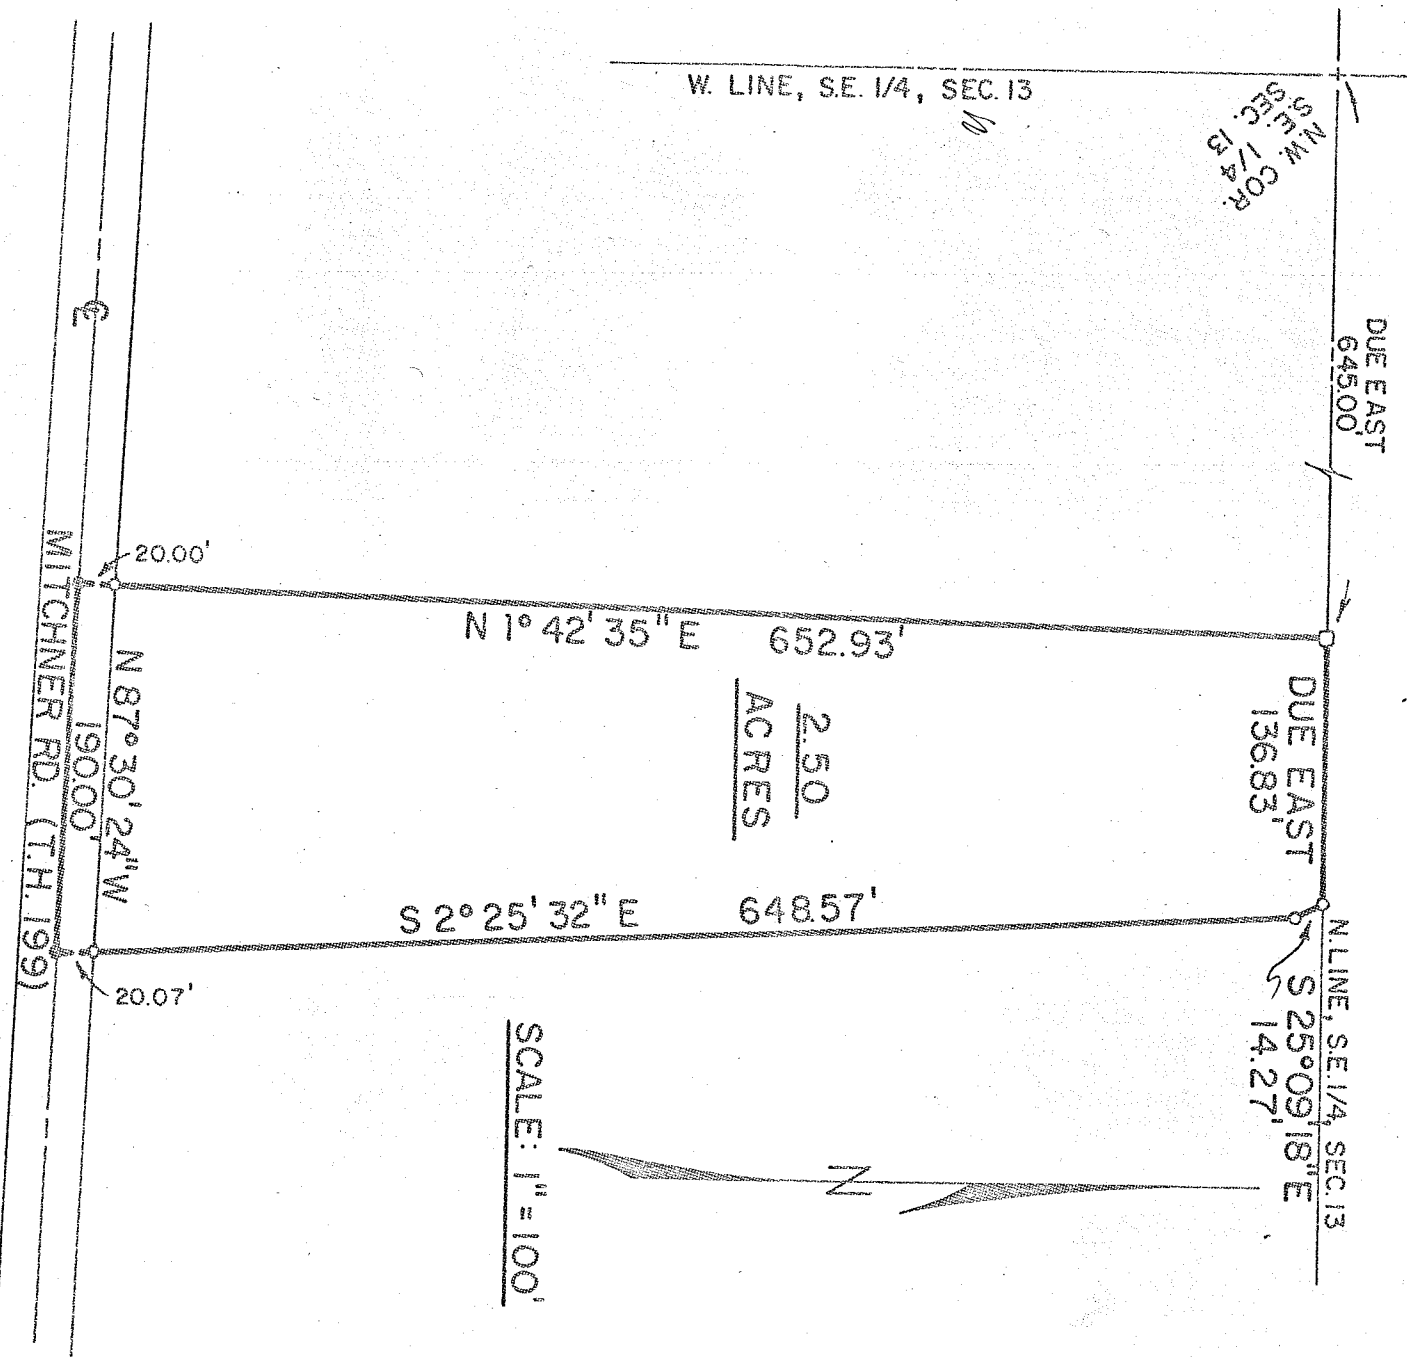 W. LINE, S.E. 1/4, SEC. 13
N.W. COR.
S.E. 1/4
SEC. 13
DUE EAST
645.00'
20.00'
N 1° 42' 35" E 652.93'
DUE EAST
136.83'
2.50
ACRES
N 87° 30' 24" W
190.00'
MITCHNER RD. (T.H. 199)
S 2° 25' 32" E 648.57'
20.07'
N. LINE, S.E. 1/4, SEC. 13
S 25° 09' 18" E
14.27'
N
SCALE: 1" = 100'